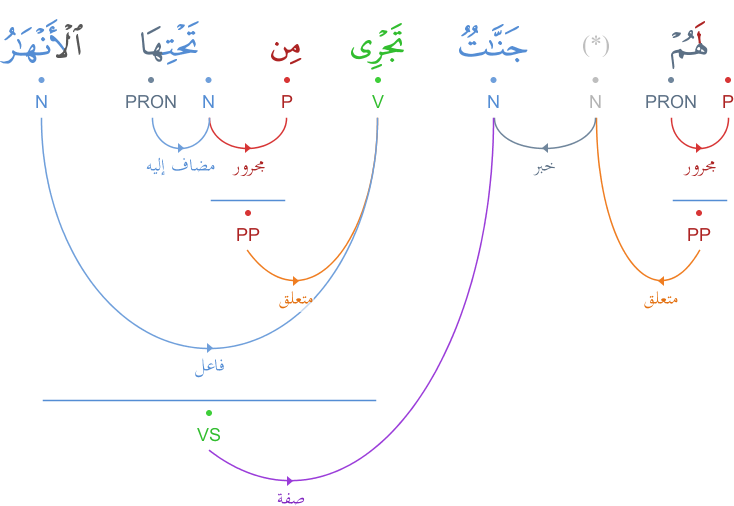 لَهُمْ (*) جَنَّـٰتٌ تَجْرِى مِن تَحْتِهَا ٱلْأَنْهَـٰرُ
P PRON N N V P N PRON N
مجرور خبر مجرور مضاف إليه
PP PP
متعلق متعلق
فاعل
VS
صفة